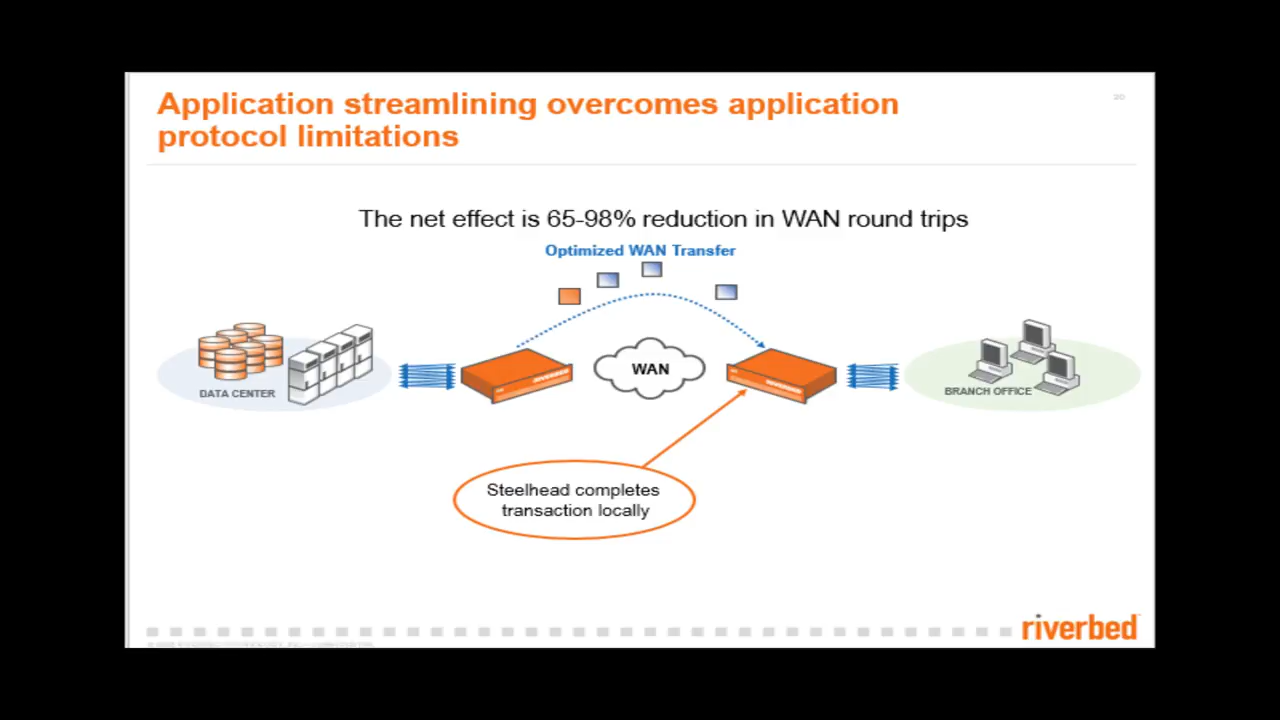 Application streamlining overcomes application
protocol limitations
20
The net effect is 65-98% reduction in WAN round trips
Optimized WAN Transfer
WAN
DATA CENTER
BRANCH OFFICE
Steelhead completes
transaction locally
riverbed